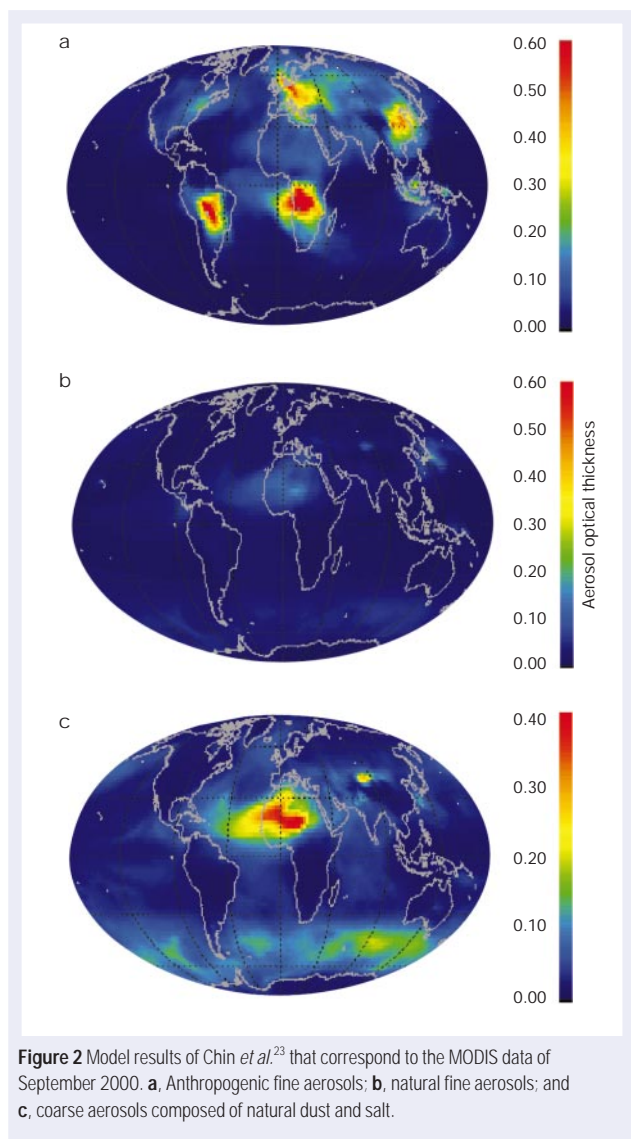 a
0.60
0.50
0.40
0.30
0.20
0.10
0.00
b
0.60
0.50
0.40
0.30
0.20
0.10
0.00
Aerosol optical thickness
c
0.40
0.30
0.20
0.10
0.00
Figure 2 Model results of Chin et al.23 that correspond to the MODIS data of
September 2000. a, Anthropogenic fine aerosols; b, natural fine aerosols; and
c, coarse aerosols composed of natural dust and salt.